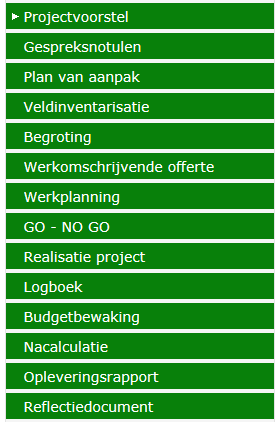 Projectvoorstel
Gespreksnotulen
Plan van aanpak
Veldinventarisatie
Begroting
Werkomschrijvende offerte
Werkplanning
GO - NO GO
Realisatie project
Logboek
Budgetbewaking
Nacalculatie
Opleveringsrapport
Reflectiedocument